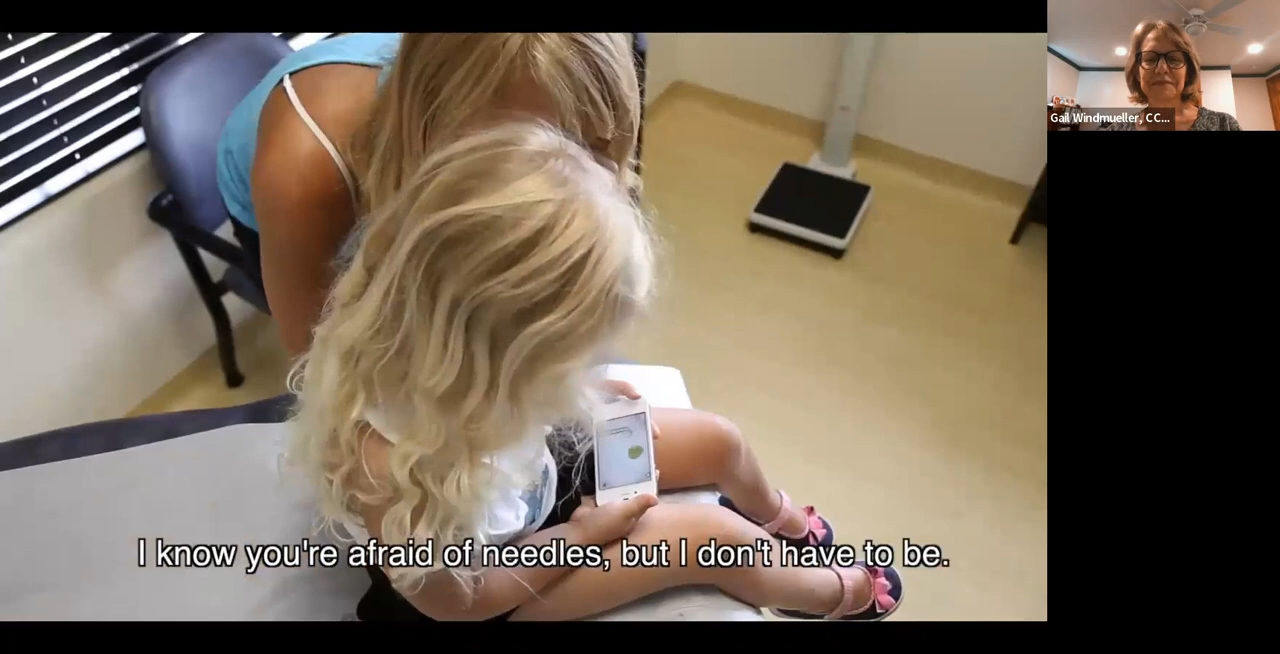 Gail Windmueller, CC...
I know you're afraid of needles, but I don't have to be.